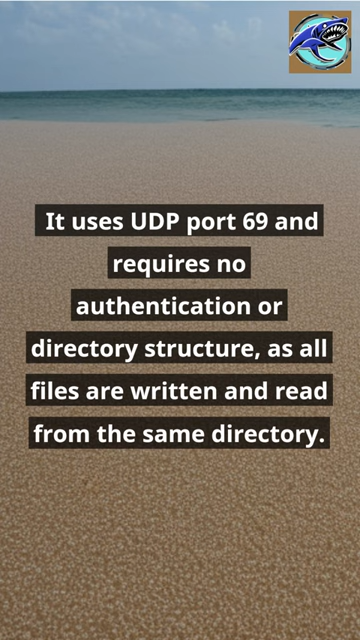 It uses UDP port 69 and
requires no
authentication or
directory structure, as all
files are written and read
from the same directory.